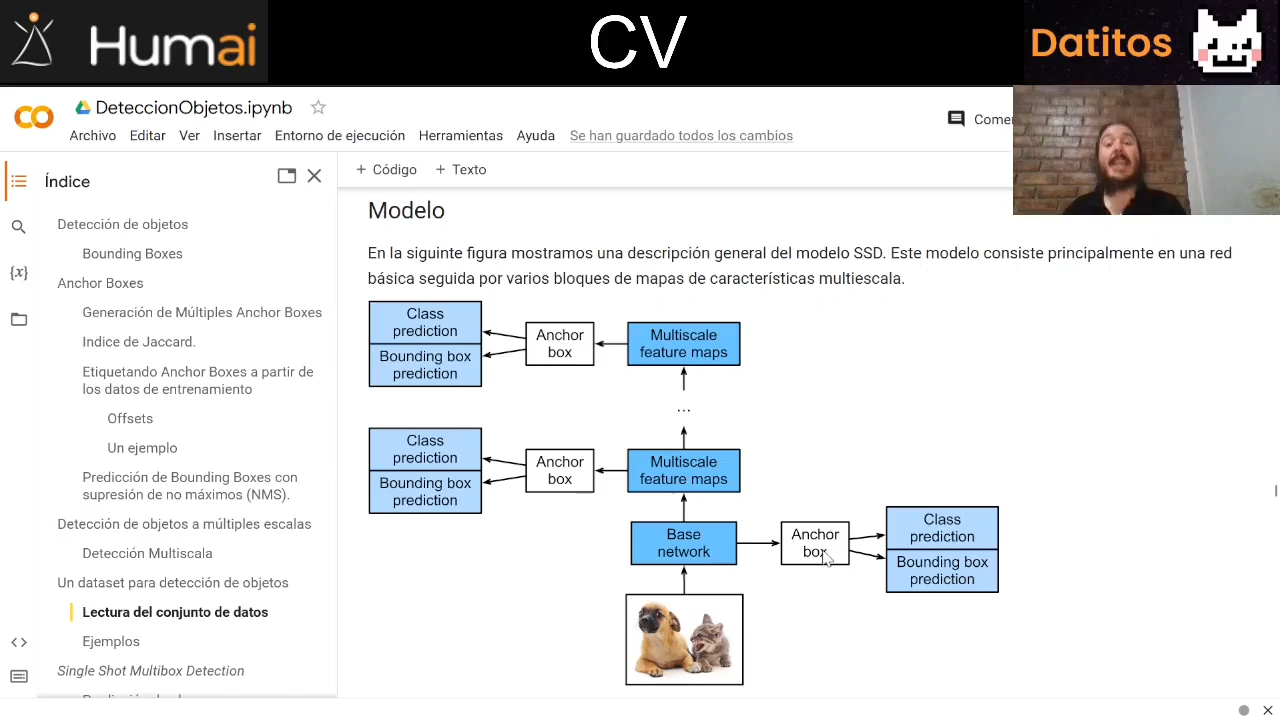 Humai
CV
Datitos
CO
DeteccionObjetos.ipynb
Archivo Editar Ver Insertar Entorno de ejecución Herramientas Ayuda Se han guardado todos los cambios
Comen
Índice
+ Código + Texto
Detección de objetos
Bounding Boxes
Anchor Boxes
Generación de Múltiples Anchor Boxes
Indice de Jaccard.
Etiquetando Anchor Boxes a partir de
los datos de entrenamiento
Offsets
Un ejemplo
Predicción de Bounding Boxes con
supresión de no máximos (NMS).
Detección de objetos a múltiples escalas
Detección Multiscala
Un dataset para detección de objetos
Lectura del conjunto de datos
Ejemplos
Single Shot Multibox Detection
{x}
Modelo
En la siguinte figura mostramos una descripción general del modelo SSD. Este modelo consiste principalmente en una red
básica seguida por varios bloques de mapas de características multiescala.
Class
prediction
Bounding box
prediction
Anchor
box
Multiscale
feature maps
...
Class
prediction
Bounding box
prediction
Anchor
box
Multiscale
feature maps
Base
network
Anchor
box
Class
prediction
Bounding box
prediction